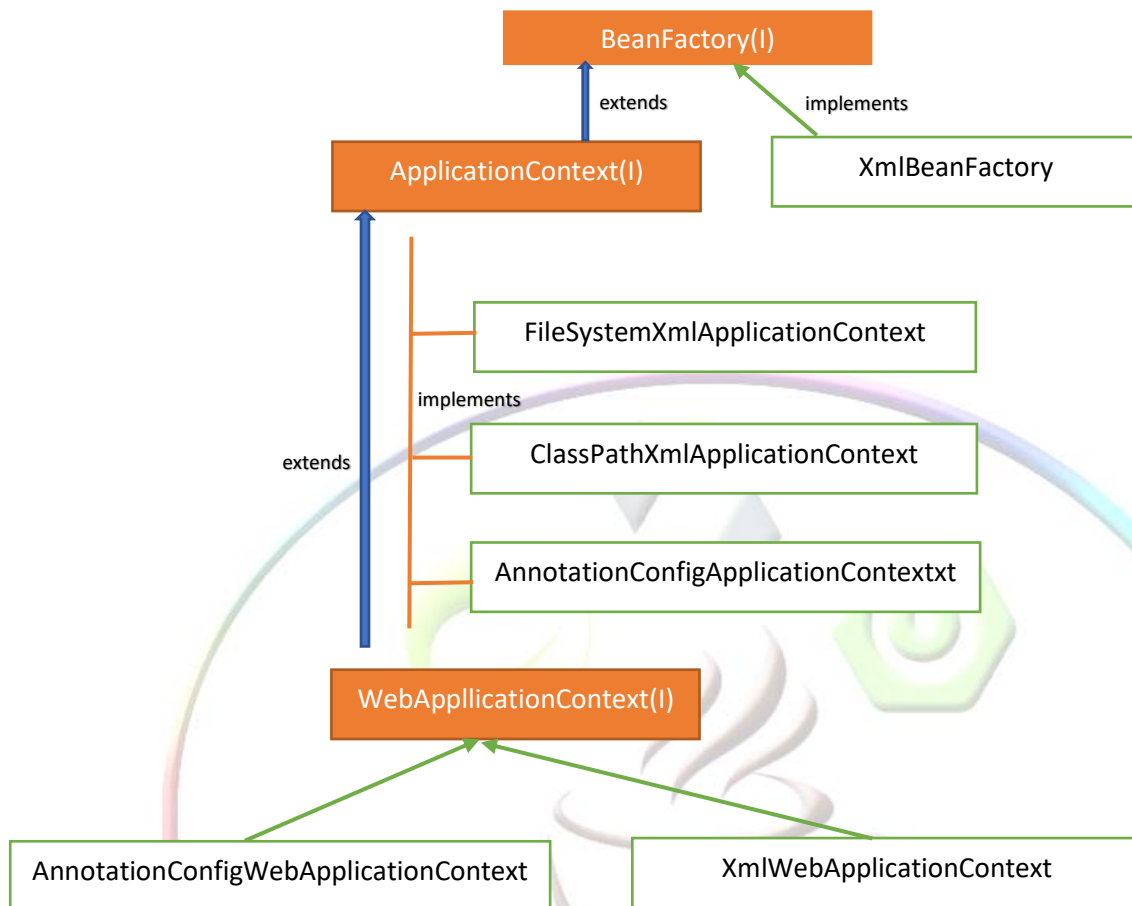 BeanFactory(I)
extends
implements
ApplicationContext(I)
XmlBeanFactory
FileSystemXmlApplicationContext
implements
ClassPathXmlApplicationContext
extends
AnnotationConfigApplicationContextxt
WebAppllicationContext(I)
AnnotationConfigWebApplicationContext
XmlWebApplicationContext